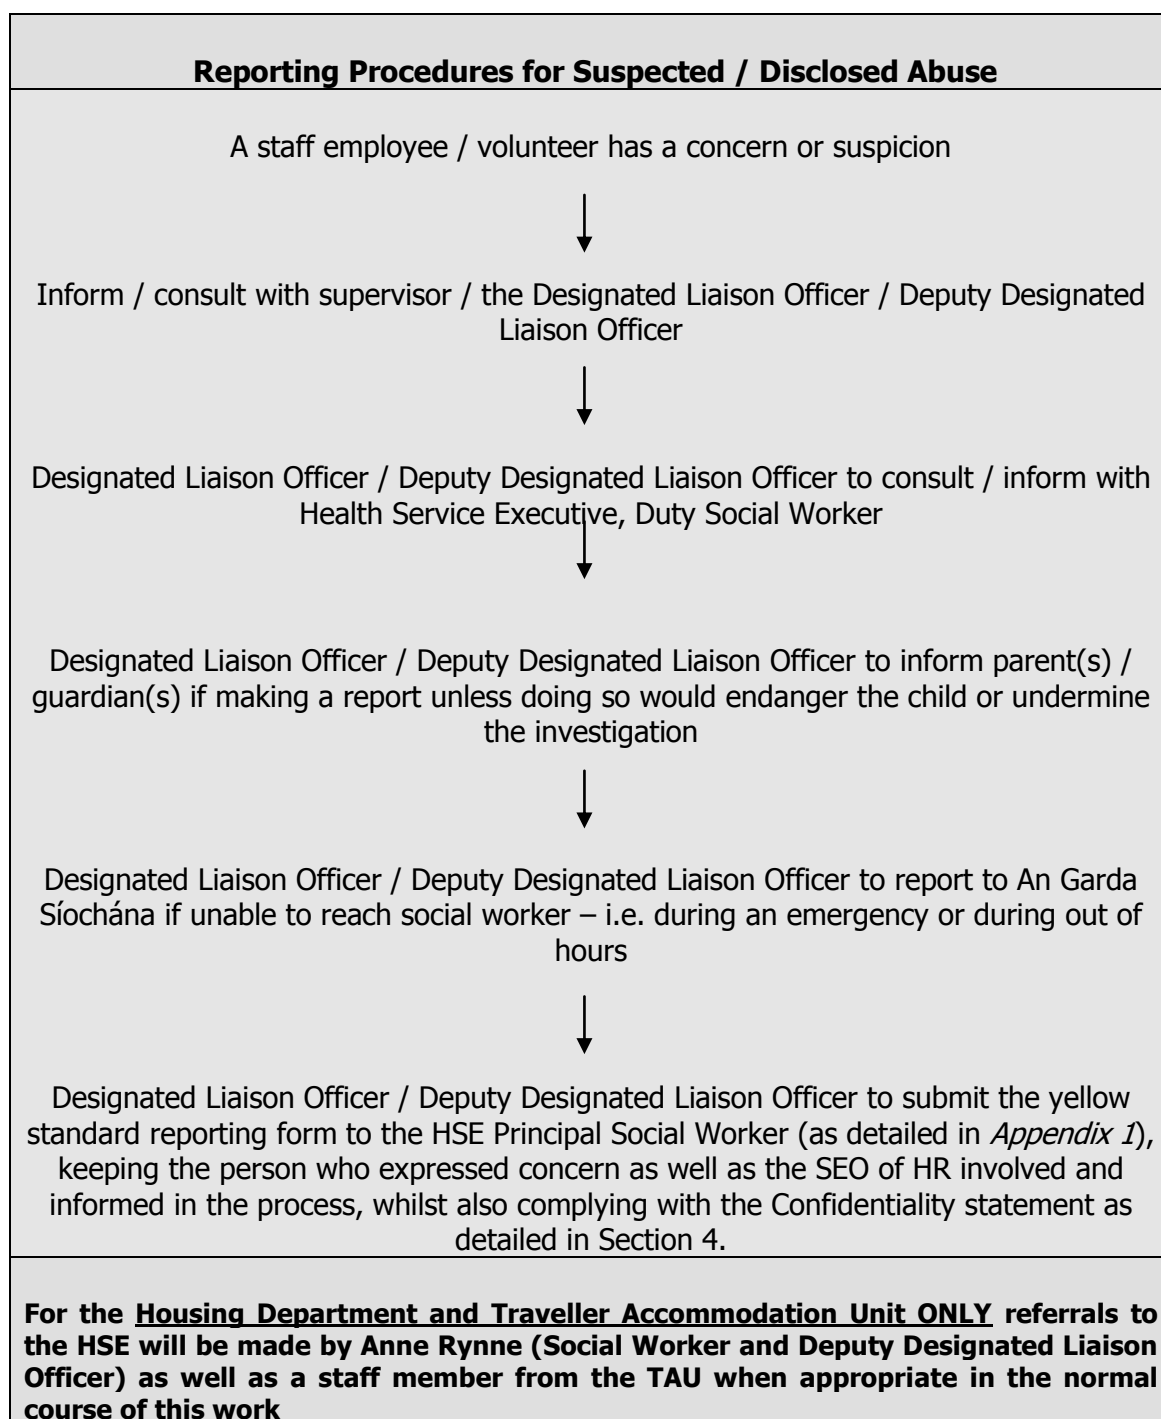 Reporting Procedures for Suspected / Disclosed Abuse
A staff employee / volunteer has a concern or suspicion
Inform / consult with supervisor / the Designated Liaison Officer / Deputy Designated
Liaison Officer
Designated Liaison Officer / Deputy Designated Liaison Officer to consult / inform with
Health Service Executive, Duty Social Worker
Designated Liaison Officer / Deputy Designated Liaison Officer to inform parent(s) /
guardian(s) if making a report unless doing so would endanger the child or undermine
the investigation
Designated Liaison Officer / Deputy Designated Liaison Officer to report to An Garda
Síochána if unable to reach social worker – i.e. during an emergency or during out of
hours
Designated Liaison Officer / Deputy Designated Liaison Officer to submit the yellow
standard reporting form to the HSE Principal Social Worker (as detailed in Appendix 1),
keeping the person who expressed concern as well as the SEO of HR involved and
informed in the process, whilst also complying with the Confidentiality statement as
detailed in Section 4.
For the Housing Department and Traveller Accommodation Unit ONLY referrals to
the HSE will be made by Anne Rynne (Social Worker and Deputy Designated Liaison
Officer) as well as a staff member from the TAU when appropriate in the normal
course of this work